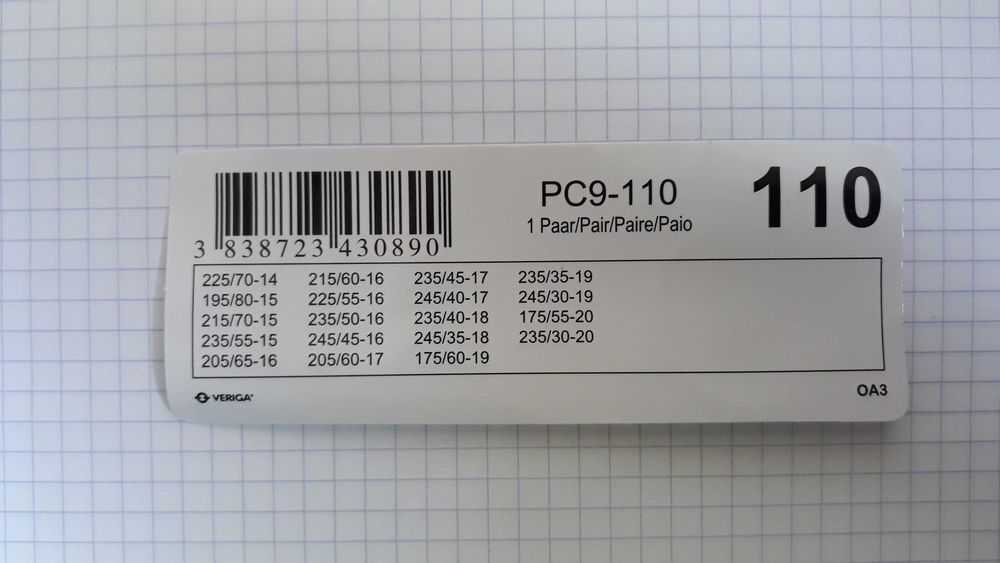 PC9-110
110
1 Paar/Pair/Paire/Paio
3 838723 430890
225/70-14 215/60-16 235/45-17 235/35-19
195/80-15 225/55-16 245/40-17 245/30-19
215/70-15 235/50-16 235/40-18 175/55-20
235/55-15 245/45-16 245/35-18 235/30-20
205/65-16 205/60-17 175/60-19
VERIGA
OA3